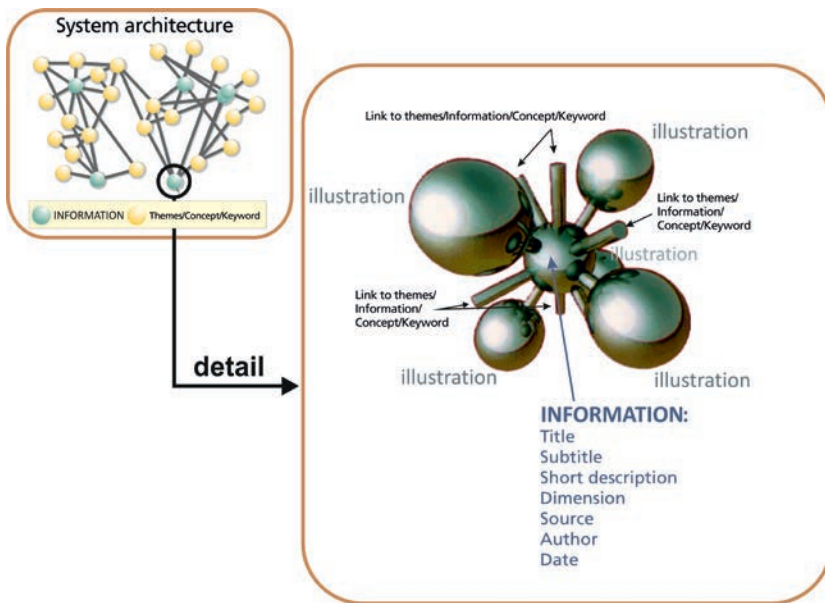 System architecture
INFORMATION
Themes/Concept/Keyword
detail
Link to themes/Information/Concept/Keyword
illustration
illustration
Link to themes/
Information/
Concept/Keyword
illustration
Link to themes/
Information/
Concept/Keyword
illustration
illustration
INFORMATION:
Title
Subtitle
Short description
Dimension
Source
Author
Date